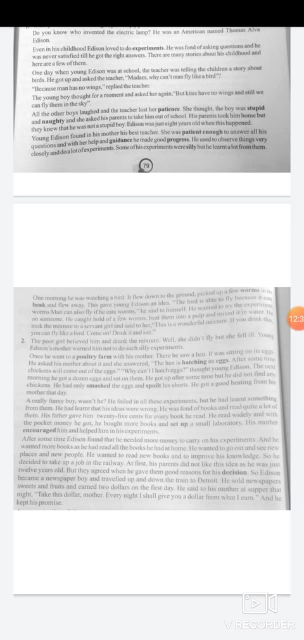 Do you know who invented the electric lamp? He was an American named Thomas Alva
Edison.
Even in his childhood Edison loved to do experiments. He was fond of asking questions and he
was never satisfied till he got the right answers. There are many stories about his childhood and
here are a few of them.
One day when young Edison was at school, the teacher was telling the children a story about
birds. He got up and asked the teacher, "Madam, why can't man fly like a bird"?
"Because man has no wings," replied the teacher.
The young boy thought for a moment and asked her again, "But kites have no wings and still we
can fly them in the sky".
All the other boys laughed and the teacher lost her patience. She thought, the boy was stupid
and naughty and she asked his parents to take him out of school. His parents took him home but
they knew that he was not a stupid boy. Edison was just eight years old when this happened.
Young Edison found in his mother his best teacher. She was patient enough to answer all his
questions and with her help and guidance he made good progress. He used to observe things very
closely and do a lot of experiments. Some of his experiments were silly but he learnt a lot from them.
79
One morning he was watching a bird. It flew down to the ground, picked up a few worms in its
beak and flew away. This gave young Edison an idea. "The bird is able to fly because it eats
worms Man can also fly if he eats worms," he said to himself. He wanted to try the experiment
on someone. He caught hold of a few worms, beat them into a pulp and mixed it in water. He
took the mixture to a servant girl and said to her, "This is a wonderful mixture. If you drink this,
you can fly like a bird. Come on! Drink it and see."
2. The poor girl believed him and drank the mixture. Well, she didn't fly but she fell ill. Young
Edison's mother warned him not to do such silly experiments.
Once he went to a poultry farm with his mother. There he saw a hen. it was sitting on its eggs.
He asked his mother about it and she answered, "The hen is hatching its eggs. After some time
chickens will come out of the eggs." "Why can't I hatch eggs?" thought young Edison. The next
morning he got a dozen eggs and sat on them. He got up after some time but he did not find any
chickens. He had only smashed the eggs and spoilt his shorts. He got a good beating from his
mother that day.
A really funny boy, wasn't he? He failed in all these experiments, but he had learnt something
from them. He had learnt that his ideas were wrong. He was fond of books and read quite a lot of
them. His father gave him twenty-five cents for every book he read. He read widely and with
the pocket money he got, he bought more books and set up a small laboratory. His mother
encouraged him and helped him in his experiments.
After some time Edison found that he needed more money to carry on his experiments. And he
wanted more books as he had read all the books he had at home. He wanted to go out and see new
places and new people. He wanted to read new books and to improve his knowledge. So he
decided to take up a job in the railway. At first, his parents did not like this idea as he was just
twelve years old. But they agreed when he gave them good reasons for his decision. So Edison
became a newspaper boy and travelled up and down the train to Detroit. He sold newspapers
sweets and fruits and earned two dollars on the first day. He said to his mother at supper that
night, "Take this dollar, mother. Every night I shall give you a dollar from what I earn." And he
kept his promise.
12:3
RECORDER